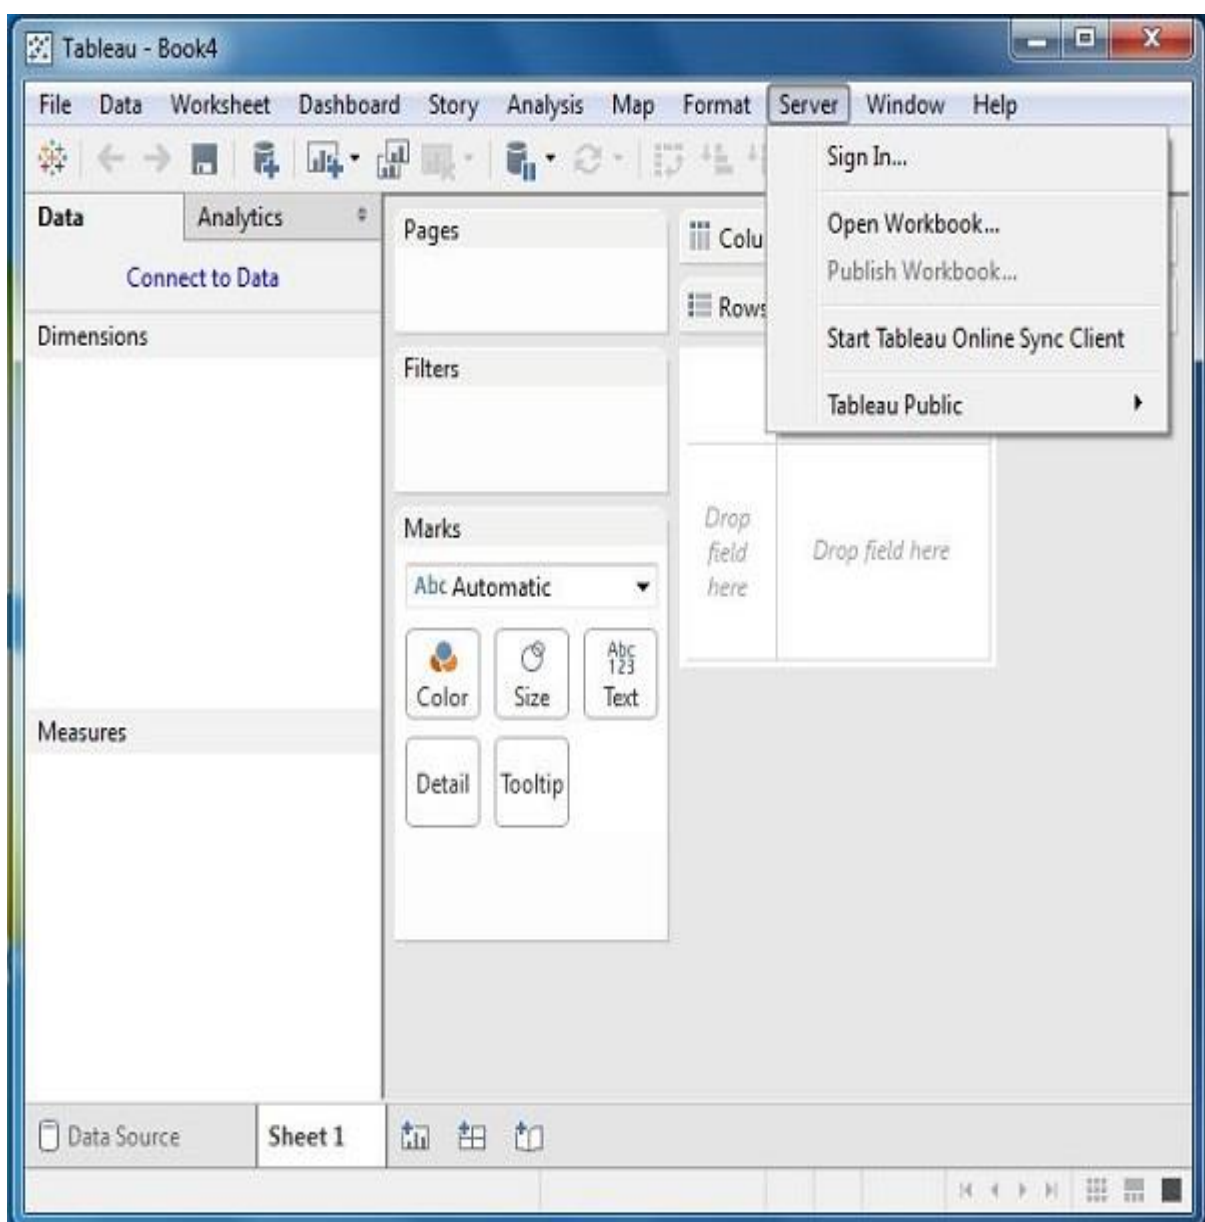 Tableau - Book4
File Data Worksheet Dashboard Story Analysis Map Format Server Window Help
Sign In...
Open Workbook...
Publish Workbook...
Start Tableau Online Sync Client
Tableau Public
Data Analytics
Connect to Data
Dimensions
Measures
Pages
Filters
Marks
Abc Automatic
Color
Size
Abc
123
Text
Detail
Tooltip
Colu
Rows
Drop
field
here
Drop field here
Data Source Sheet 1